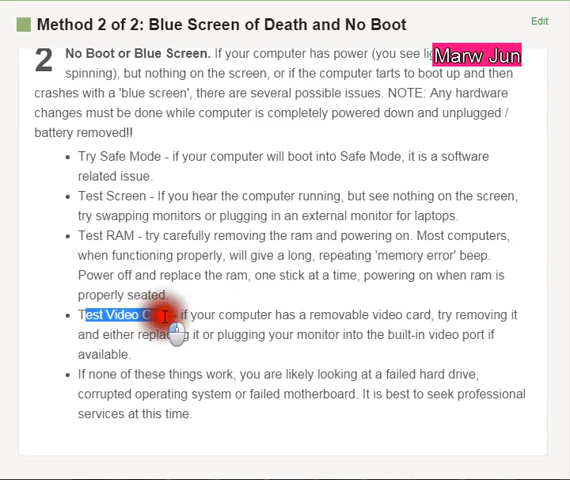 Method 2 of 2: Blue Screen of Death and No Boot
Edit
Marw Jun
2 No Boot or Blue Screen. If your computer has power (you see
spinning), but nothing on the screen, or if the computer tarts to boot up and then
crashes with a 'blue screen', there are several possible issues. NOTE: Any hardware
changes must be done while computer is completely powered down and unplugged /
battery removed!!
• Try Safe Mode - if your computer will boot into Safe Mode, it is a software
related issue.
• Test Screen - If you hear the computer running, but see nothing on the screen,
try swapping monitors or plugging in an external monitor for laptops.
• Test RAM - try carefully removing the ram and powering on. Most computers,
when functioning properly, will give a long, repeating 'memory error' beep.
Power off and replace the ram, one stick at a time, powering on when ram is
properly seated.
• Test Video - if your computer has a removable video card, try removing it
and either replacing it or plugging your monitor into the built-in video port if
available.
• If none of these things work, you are likely looking at a failed hard drive,
corrupted operating system or failed motherboard. It is best to seek professional
services at this time.